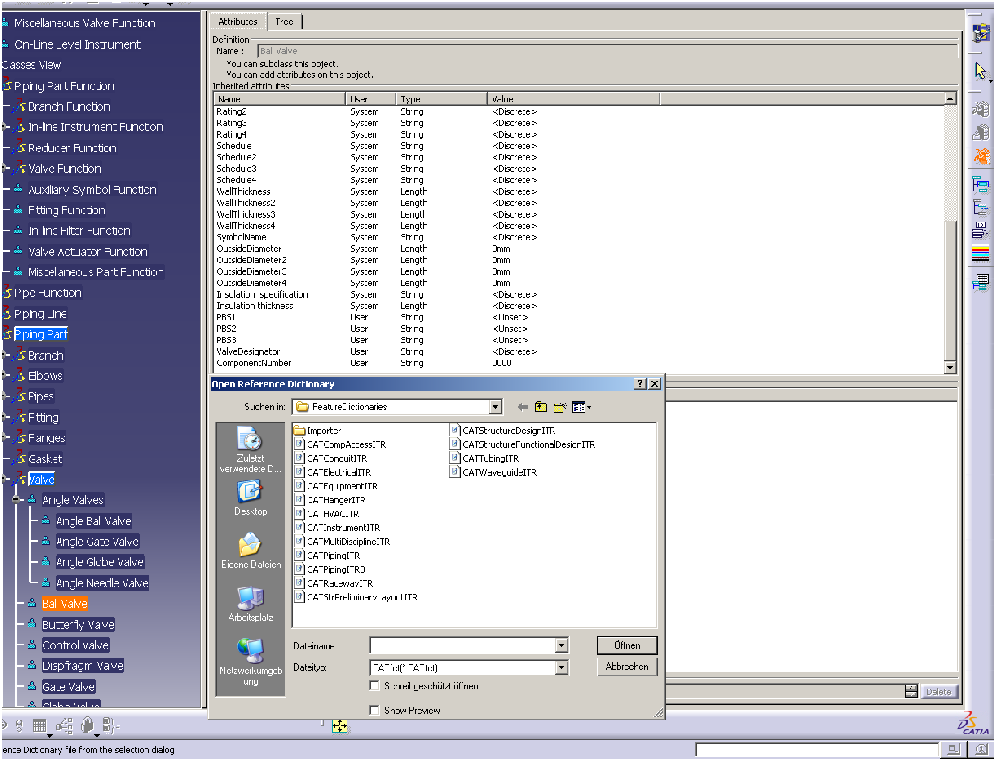 Miscellaneous Valve Function
On-Line Level Instrument
Classes View
Piping Part Function
Branch Function
In-line Instrument Function
Reducer Function
Valve Function
Auxiliary Symbol Function
Fitting Function
In line Filter Function
Valve Actuator Function
Miscellaneous Part Function
Pipe Function
Piping Line
Piping Part
Branch
Elbows
Pipes
Fitting
Flanges
Gasket
Valve
Angle Valves
Angle Ball Valve
Angle Gate Valve
Angle Globe Valve
Angle Needle Valve
Ball Valve
Butterfly Valve
Control Valve
Diaphragm Valve
Gate Valve
Globe Valve
Attributes Tree
Definition
Name : Ball Valve
You can subclass this object.
You can add attributes on this object.
Inherited attributes
Name User Type Value
Rating2 System String <Discrete>
Rating3 System String <Discrete>
Rating4 System String <Discrete>
Schedule System String <Discrete>
Schedule2 System String <Discrete>
Schedule3 System String <Discrete>
Schedule4 System String <Discrete>
WallThickness System Length <Discrete>
WallThickness2 System Length <Discrete>
WallThickness3 System Length <Discrete>
WallThickness4 System Length <Discrete>
SymbolName System String <Discrete>
OutsideDiameter System Length 0mm
OutsideDiameter2 System Length 0mm
OutsideDiameter3 System Length 0mm
OutsideDiameter4 System Length 0mm
Insulation specification System String <Discrete>
Insulation thickness System Length <Discrete>
PBS1 User String <Unset>
PBS2 User String <Unset>
PBS3 User String <Unset>
ValveDesignator User String <Discrete>
ComponentNumber User String 0000
Open Reference Dictionary
Suchen in: FeatureDictionaries
Zuletzt
verwendete D...
Desktop
Eigene Dateien
Arbeitsplatz
Netzwerkumgeb
ung
Importer
CATCompAccessITR
CATConduitITR
CATElectricalITR
CATEquipmentITR
CATHangerITR
CATHVACITR
CATInstrumentITR
CATMultiDisciplineITR
CATPipingITR
CATPipingITRD
CATRacewayITR
CATStrPreliminaryLayoutITR
CATStructureDesignITR
CATStructureFunctionalDesignITR
CATTubingITR
CATWaveguideITR
Dateiname:
Öffnen
Dateityp:
Abbrechen
Schreibgeschützt öffnen
Show Preview
Delete
CATIA
ence Dictionary file from the selection dialog